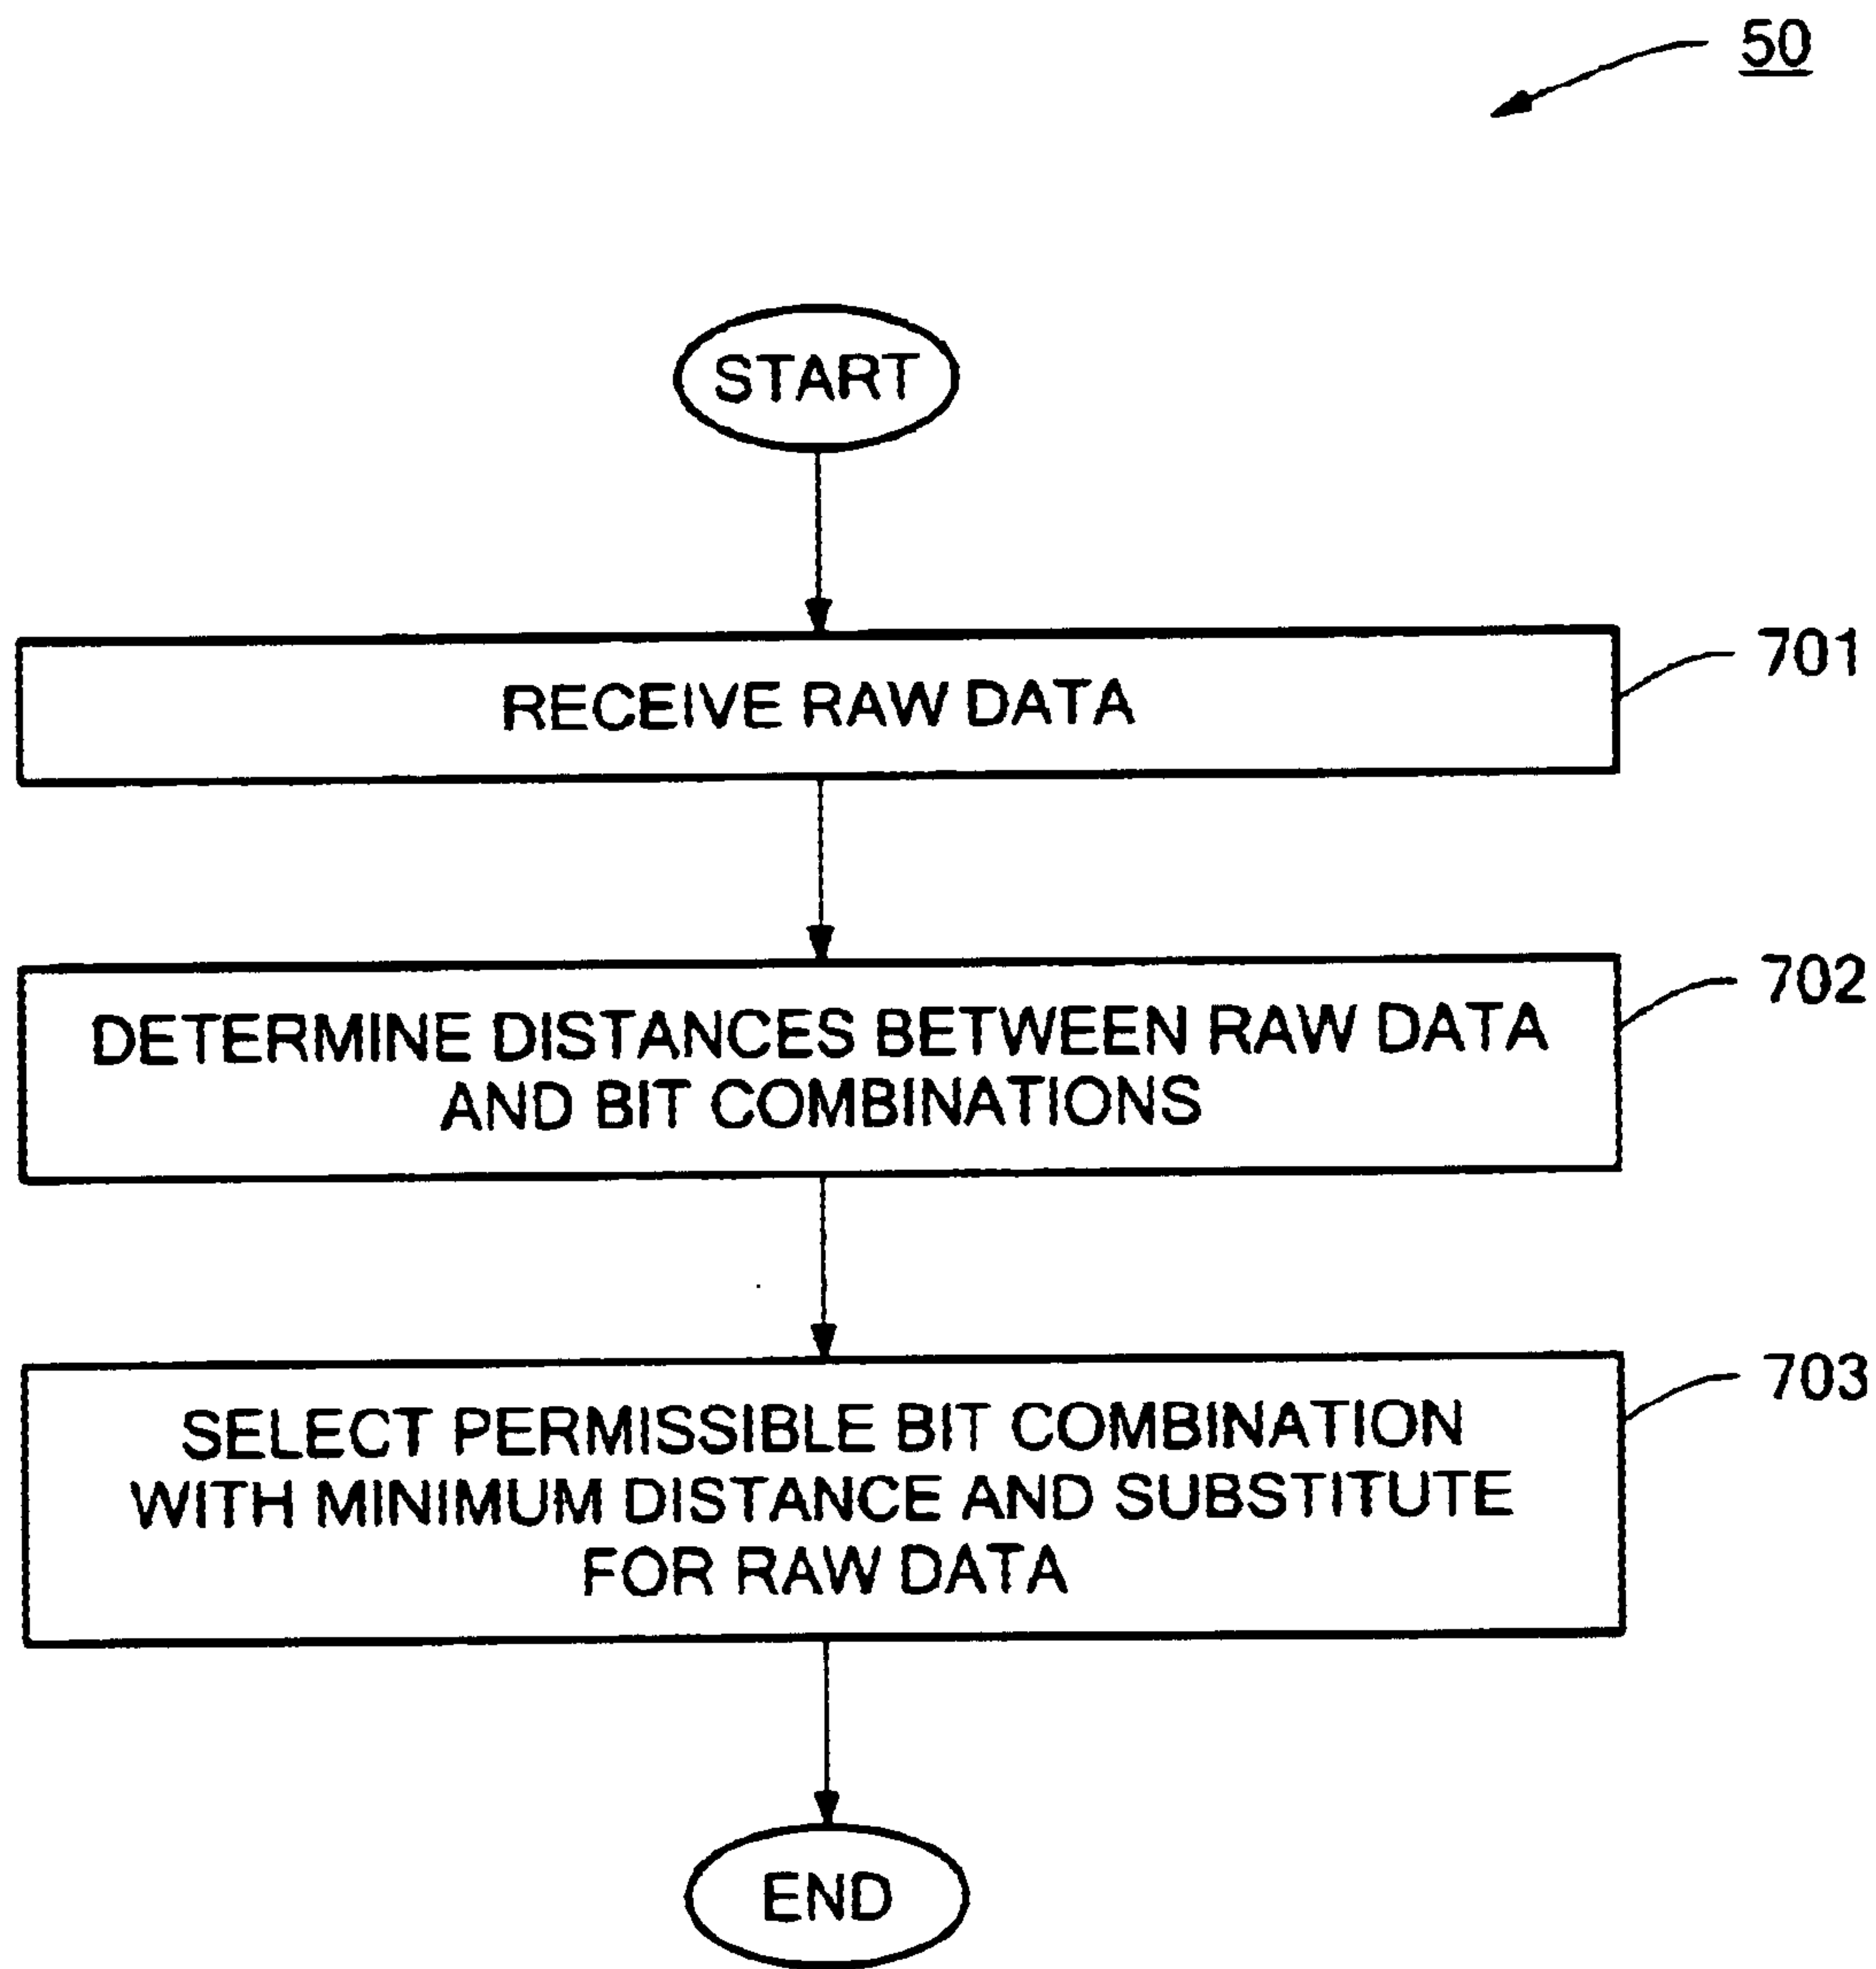 50
START
RECEIVE RAW DATA
701
DETERMINE DISTANCES BETWEEN RAW DATA
AND BIT COMBINATIONS
702
SELECT PERMISSIBLE BIT COMBINATION
WITH MINIMUM DISTANCE AND SUBSTITUTE
FOR RAW DATA
703
END